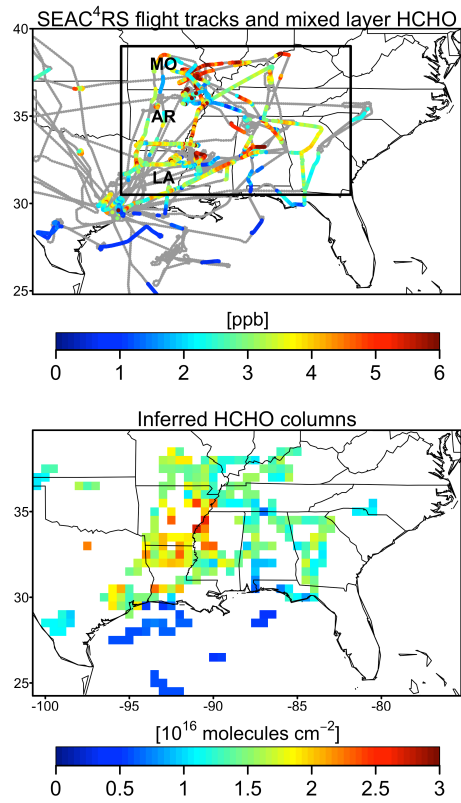 SEAC⁴RS flight tracks and mixed layer HCHO
40
MO
35
AR
LA
30
25
[ppb]
0 1 2 3 4 5 6
Inferred HCHO columns
35
30
25
-100 -95 -90 -85 -80
[10¹⁶ molecules cm⁻²]
0 0.5 1 1.5 2 2.5 3